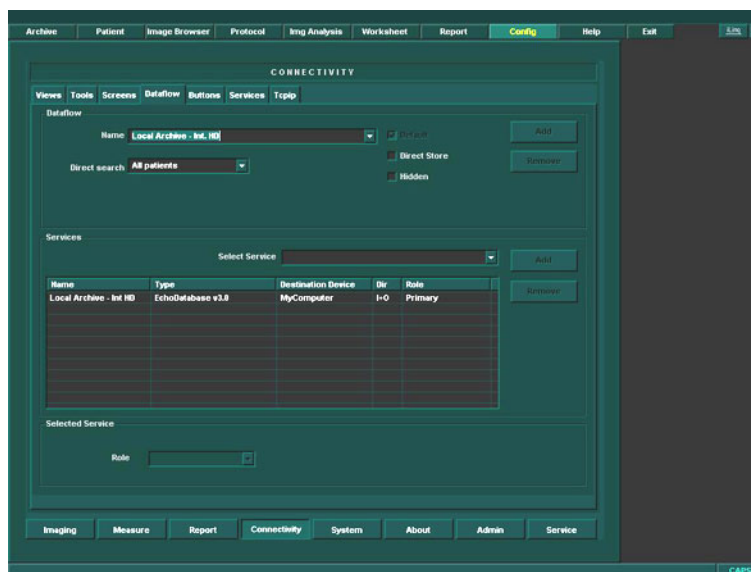 Archive Patient Image Browser Protocol Img Analysis Worksheet Report Config Help Exit
CONNECTIVITY
Views Tools Screens Dataflow Buttons Services Tcpip
Dataflow
Name Local Archive - Int. HD Default Add
Direct search All patients Direct Store Remove
Hidden
Services
Select Service Add
Name Type Destination Device Dir Role
Local Archive - Int HD EchoDatabase v3.8 MyComputer I+O Primary
Remove
Selected Service
Role
Imaging Measure Report Connectivity System About Admin Service
CAPS